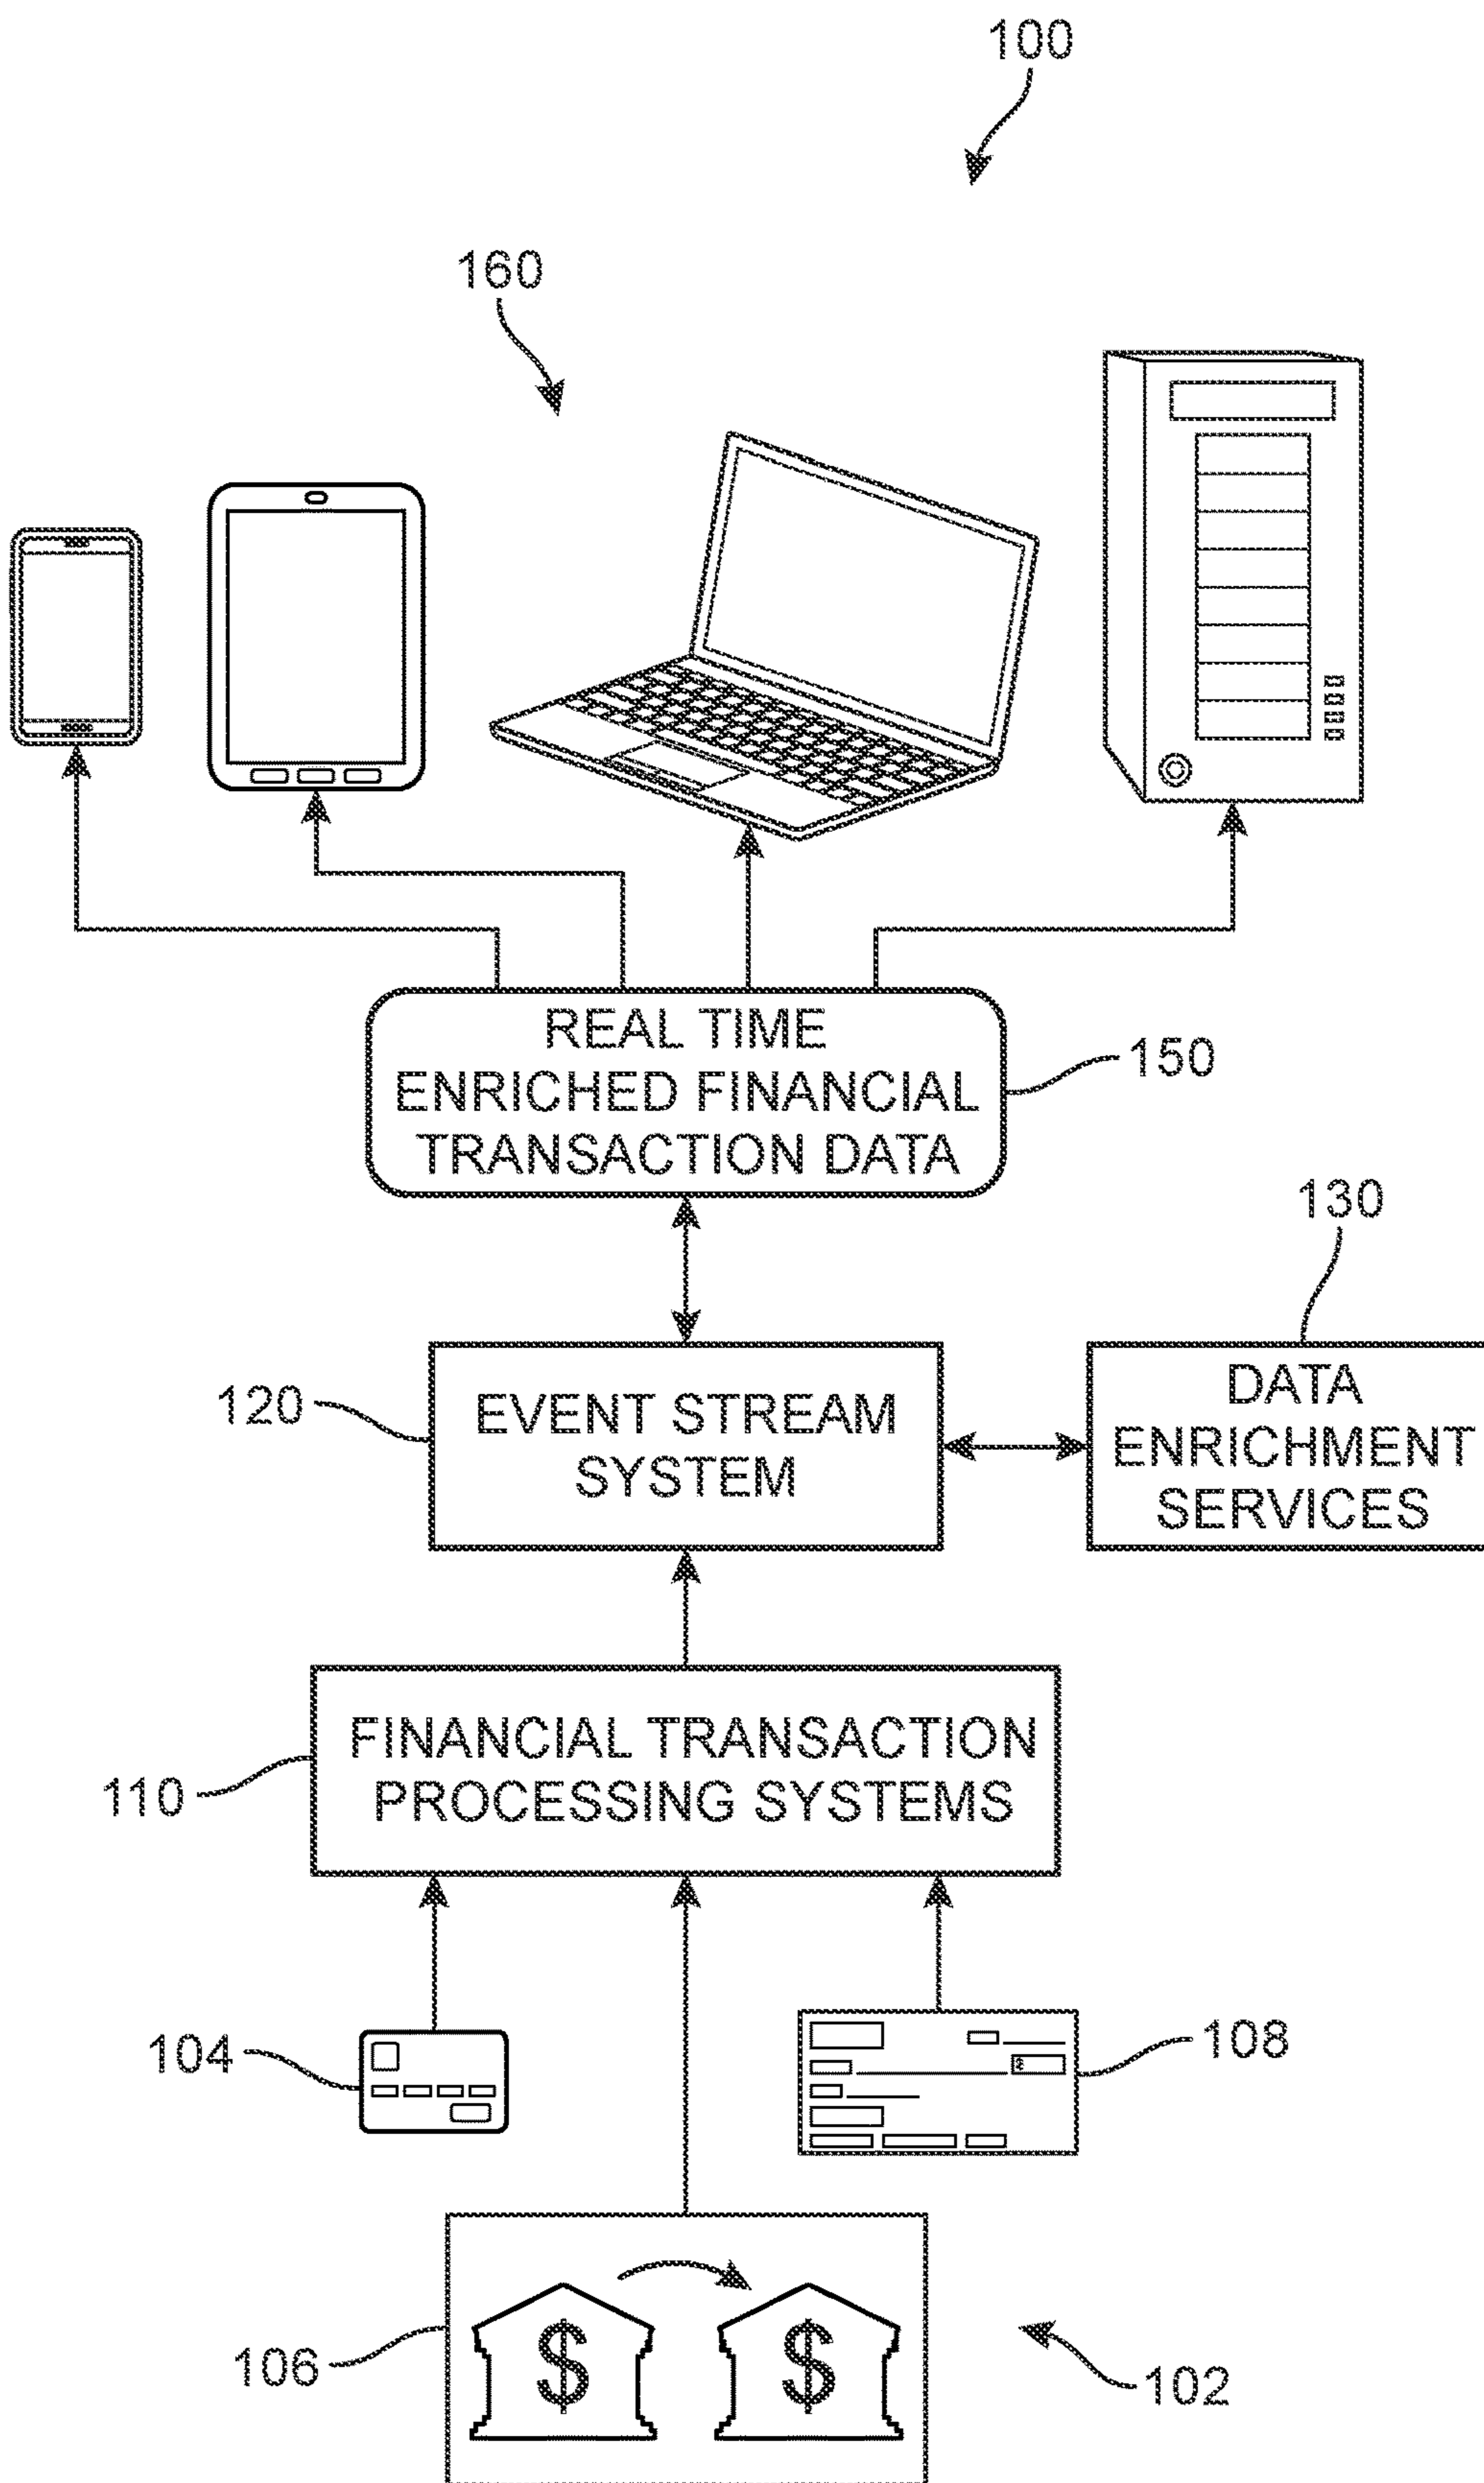 100
160
REAL TIME
ENRICHED FINANCIAL
TRANSACTION DATA
150
130
120
EVENT STREAM
SYSTEM
DATA
ENRICHMENT
SERVICES
110
FINANCIAL TRANSACTION
PROCESSING SYSTEMS
104
108
$
106
$
$
102